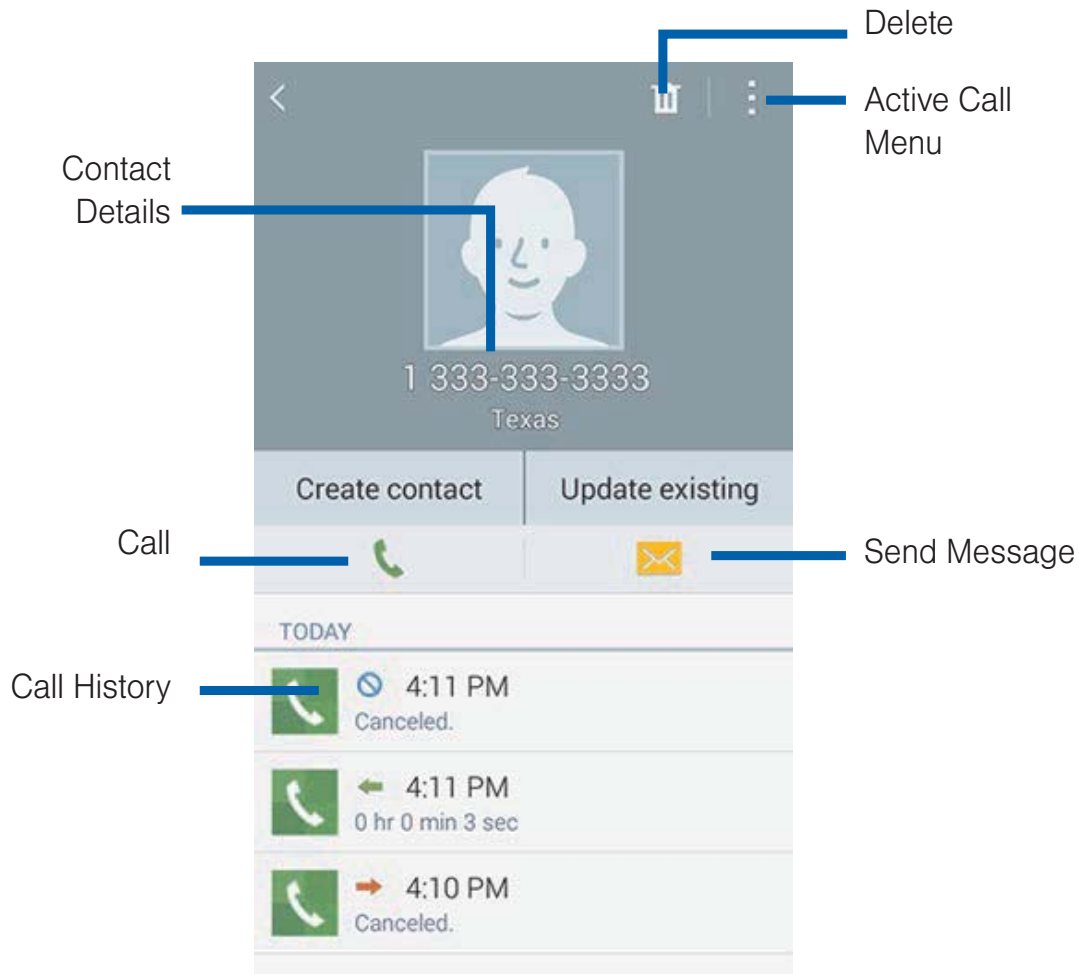 Delete
Active Call
Menu
Contact
Details
1 333-333-3333
Texas
Create contact
Update existing
Call
Send Message
TODAY
Call History
4:11 PM
Canceled.
4:11 PM
0 hr 0 min 3 sec
4:10 PM
Canceled.